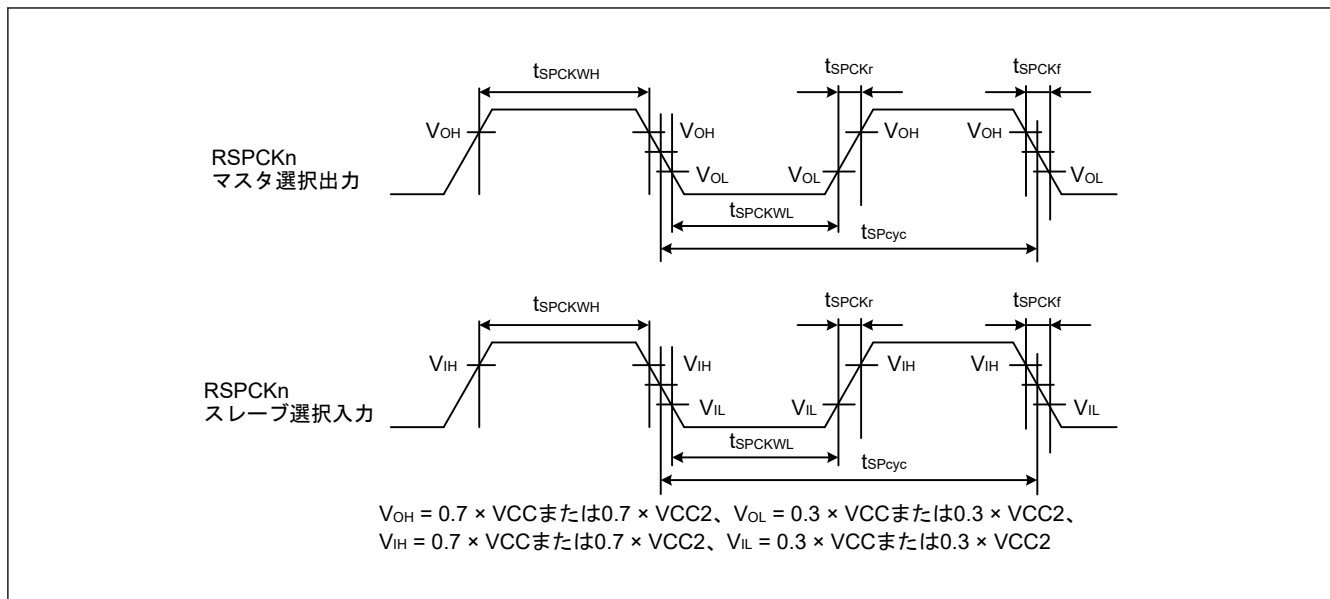 tSPCKWH
tSPCKr
tSPCKf
VOH
VOH
VOH
VOH
RSPCKn
マスタ選択出力
VOL
VOL
VOL
tSPCKWL
tSPcyc
tSPCKWH
tSPCKr
tSPCKf
VIH
VIH
VIH
VIH
RSPCKn
スレーブ選択入力
VIL
VIL
VIL
tSPCKWL
tSPcyc
VOH = 0.7 × VCCまたは0.7 × VCC2、VOL = 0.3 × VCCまたは0.3 × VCC2、
VIH = 0.7 × VCCまたは0.7 × VCC2、VIL = 0.3 × VCCまたは0.3 × VCC2